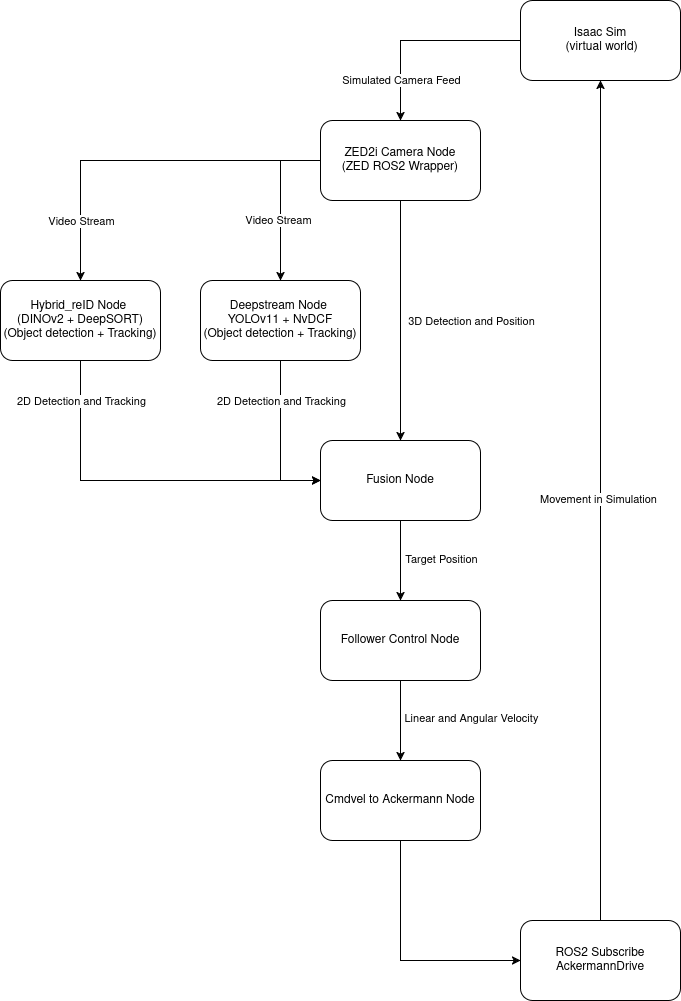 Isaac Sim
(virtual world)
Simulated Camera Feed
ZED2i Camera Node
(ZED ROS2 Wrapper)
Video Stream
Video Stream
Hybrid_reID Node
(DINOv2 + DeepSORT)
(Object detection + Tracking)
Deepstream Node
YOLOv11 + NvDCF
(Object detection + Tracking)
3D Detection and Position
2D Detection and Tracking
2D Detection and Tracking
Fusion Node
Movement in Simulation
Target Position
Follower Control Node
Linear and Angular Velocity
Cmdvel to Ackermann Node
ROS2 Subscribe
AckermannDrive